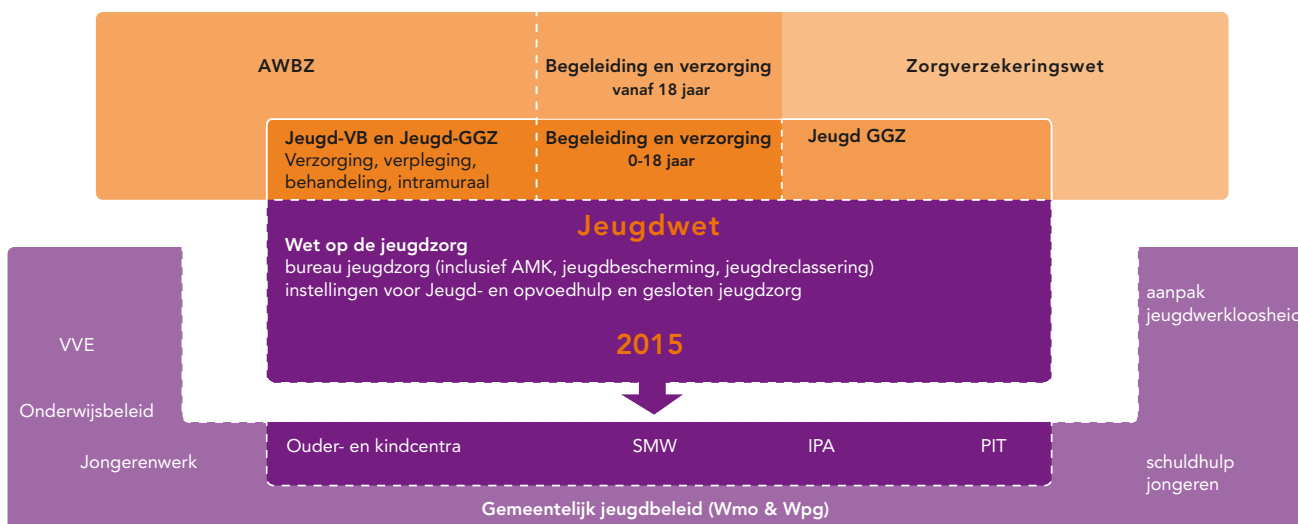 AWBZ
Begeleiding en verzorging
vanaf 18 jaar
Zorgverzekeringswet
Jeugd-VB en Jeugd-GGZ
Verzorging, verpleging,
behandeling, intramuraal
Begeleiding en verzorging
0-18 jaar
Jeugd GGZ
Jeugdwet
Wet op de jeugdzorg
bureau jeugdzorg (inclusief AMK, jeugdbescherming, jeugdreclassering)
instellingen voor Jeugd- en opvoedhulp en gesloten jeugdzorg
2015
VVE
Onderwijsbeleid
Jongerenwerk
aanpak
jeugdwerkloosheid
Ouder- en kindcentra
SMW
IPA
PIT
schuldhulp
jongeren
Gemeentelijk jeugdbeleid (Wmo & Wpg)